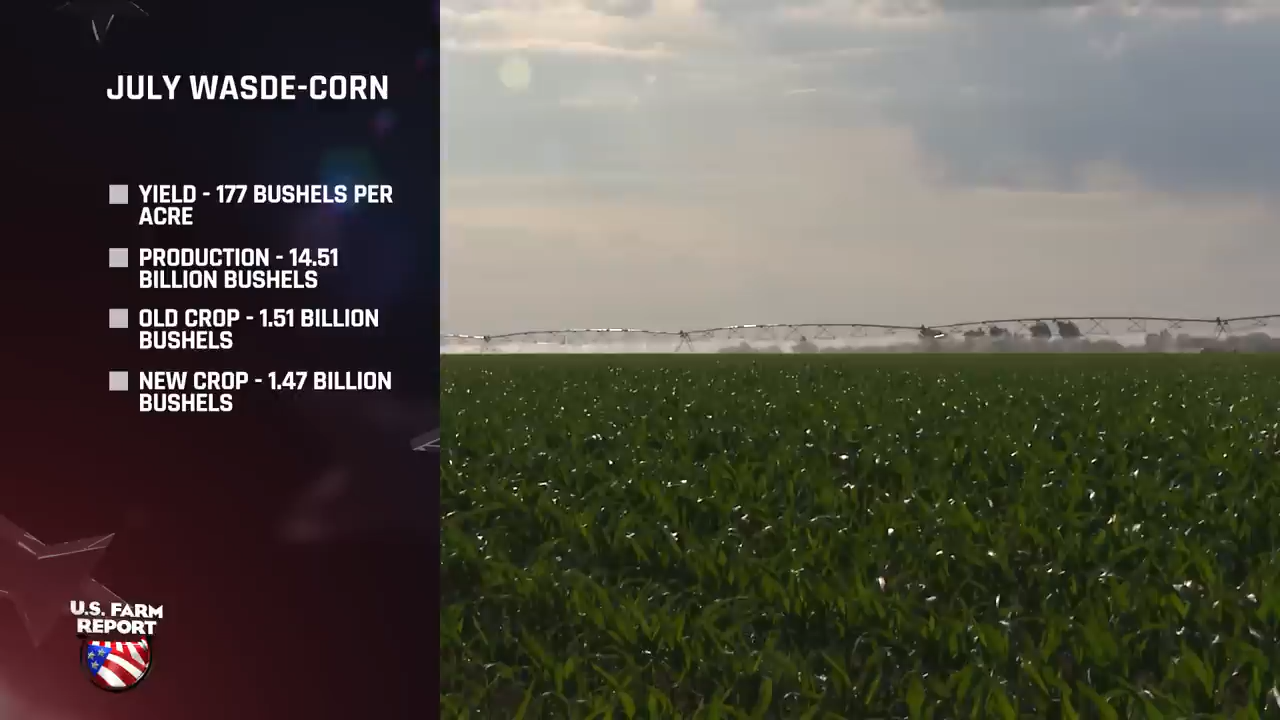 JULY WASDE-CORN
YIELD - 177 BUSHELS PER
ACRE
PRODUCTION - 14.51
BILLION BUSHELS
OLD CROP - 1.51 BILLION
BUSHELS
NEW CROP - 1.47 BILLION
BUSHELS
U.S. FARM
REPORT